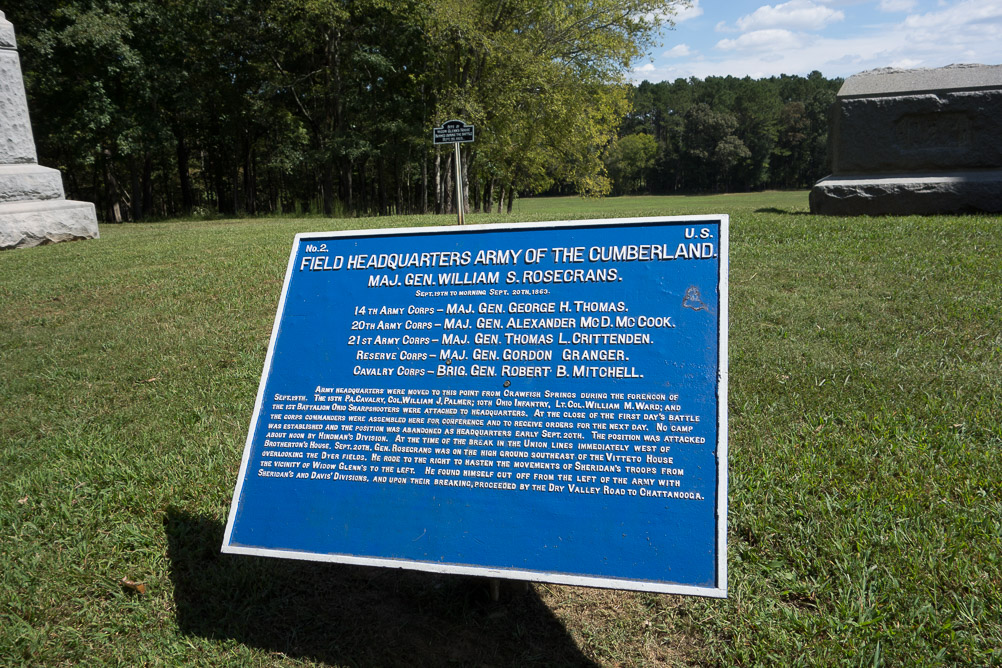 SITE OF
WIDOW GLENN'S HOUSE
BURNED DURING THE BATTLE
No.2.
U.S.
FIELD HEADQUARTERS ARMY OF THE CUMBERLAND.
MAJ. GEN. WILLIAM S. ROSECRANS.
SEPT. 19TH TO MORNING SEPT. 20TH, 1863.
14TH ARMY CORPS – MAJ. GEN. GEORGE H. THOMAS.
20TH ARMY CORPS – MAJ. GEN. ALEXANDER MCD. MCCOOK.
21ST ARMY CORPS – MAJ. GEN. THOMAS L. CRITTENDEN.
RESERVE CORPS – MAJ. GEN. GORDON GRANGER.
CAVALRY CORPS – BRIG. GEN. ROBERT B. MITCHELL.
ARMY HEADQUARTERS WERE MOVED TO THIS POINT FROM CRAWFISH SPRINGS DURING THE FORENOON OF
SEPT. 19TH. THE 15TH PA. CAVALRY, COL. WILLIAM J. PALMER; 10TH OHIO INFANTRY, LT. COL. WILLIAM M. WARD; AND
THE 1ST BATTALION OHIO SHARPSHOOTERS WERE ATTACHED TO HEADQUARTERS. AT THE CLOSE OF THE FIRST DAY'S BATTLE
THE CORPS COMMANDERS WERE ASSEMBLED HERE FOR CONFERENCE AND TO RECEIVE ORDERS FOR THE NEXT DAY. NO CAMP
WAS ESTABLISHED AND THE POSITION WAS ABANDONED AS HEADQUARTERS EARLY SEPT. 20TH. THE POSITION WAS ATTACKED
ABOUT NOON BY HINDMAN'S DIVISION. AT THE TIME OF THE BREAK IN THE UNION LINES IMMEDIATELY WEST OF
BROTHERTON'S HOUSE, SEPT. 20TH, GEN. ROSECRANS WAS ON THE HIGH GROUND SOUTHEAST OF THE VITTETO HOUSE
OVERLOOKING THE DYER FIELDS. HE RODE TO THE RIGHT TO HASTEN THE MOVEMENTS OF SHERIDAN'S TROOPS FROM
THE VICINITY OF WIDOW GLENN'S TO THE LEFT. HE FOUND HIMSELF CUT OFF FROM THE LEFT OF THE ARMY WITH
SHERIDAN'S AND DAVIS' DIVISIONS, AND UPON THEIR BREAKING, PROCEEDED BY THE DRY VALLEY ROAD TO CHATTANOOGA.